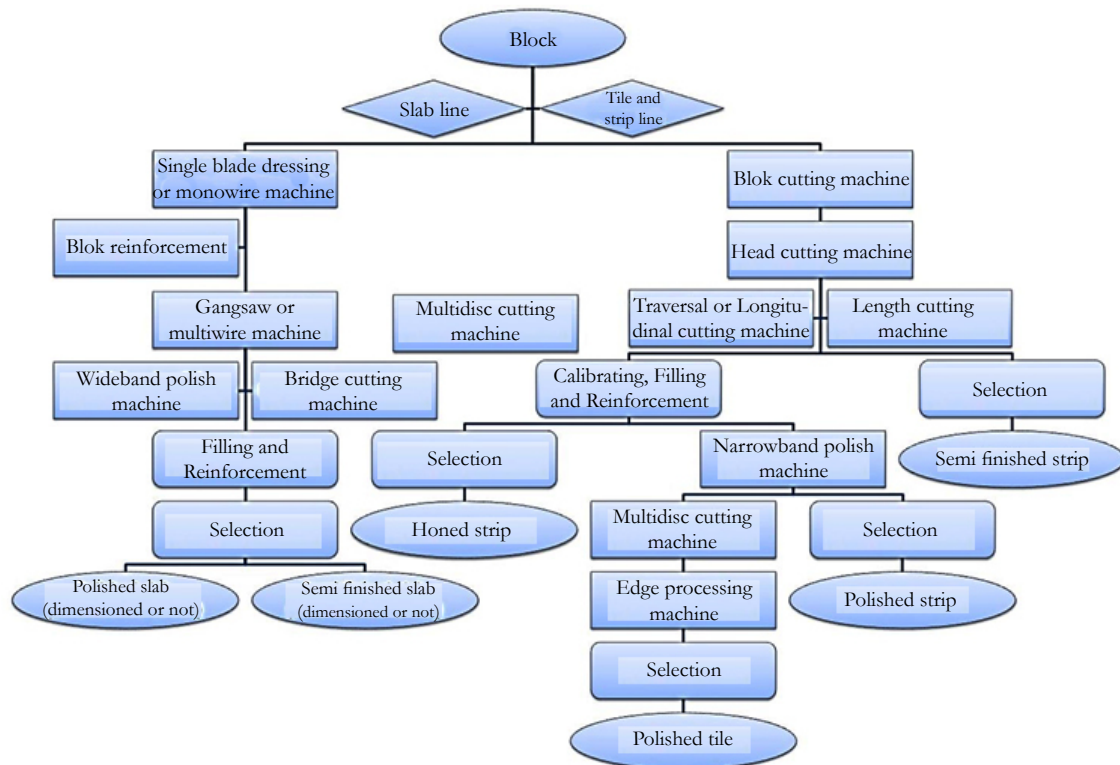 Block
Slab line
Tile and
strip line
Single blade dressing
or monowire machine
Blok cutting machine
Blok reinforcement
Head cutting machine
Gangsaw or
multiwire machine
Multidisc cutting
machine
Traversal or Longitu-
dinal cutting machine
Length cutting
machine
Wideband polish
machine
Bridge cutting
machine
Calibrating, Filling
and Reinforcement
Selection
Filling and
Reinforcement
Selection
Narrowband polish
machine
Semi finished strip
Selection
Honed strip
Multidisc cutting
machine
Selection
Polished slab
(dimensioned or not)
Semi finished slab
(dimensioned or not)
Edge processing
machine
Polished strip
Selection
Polished tile